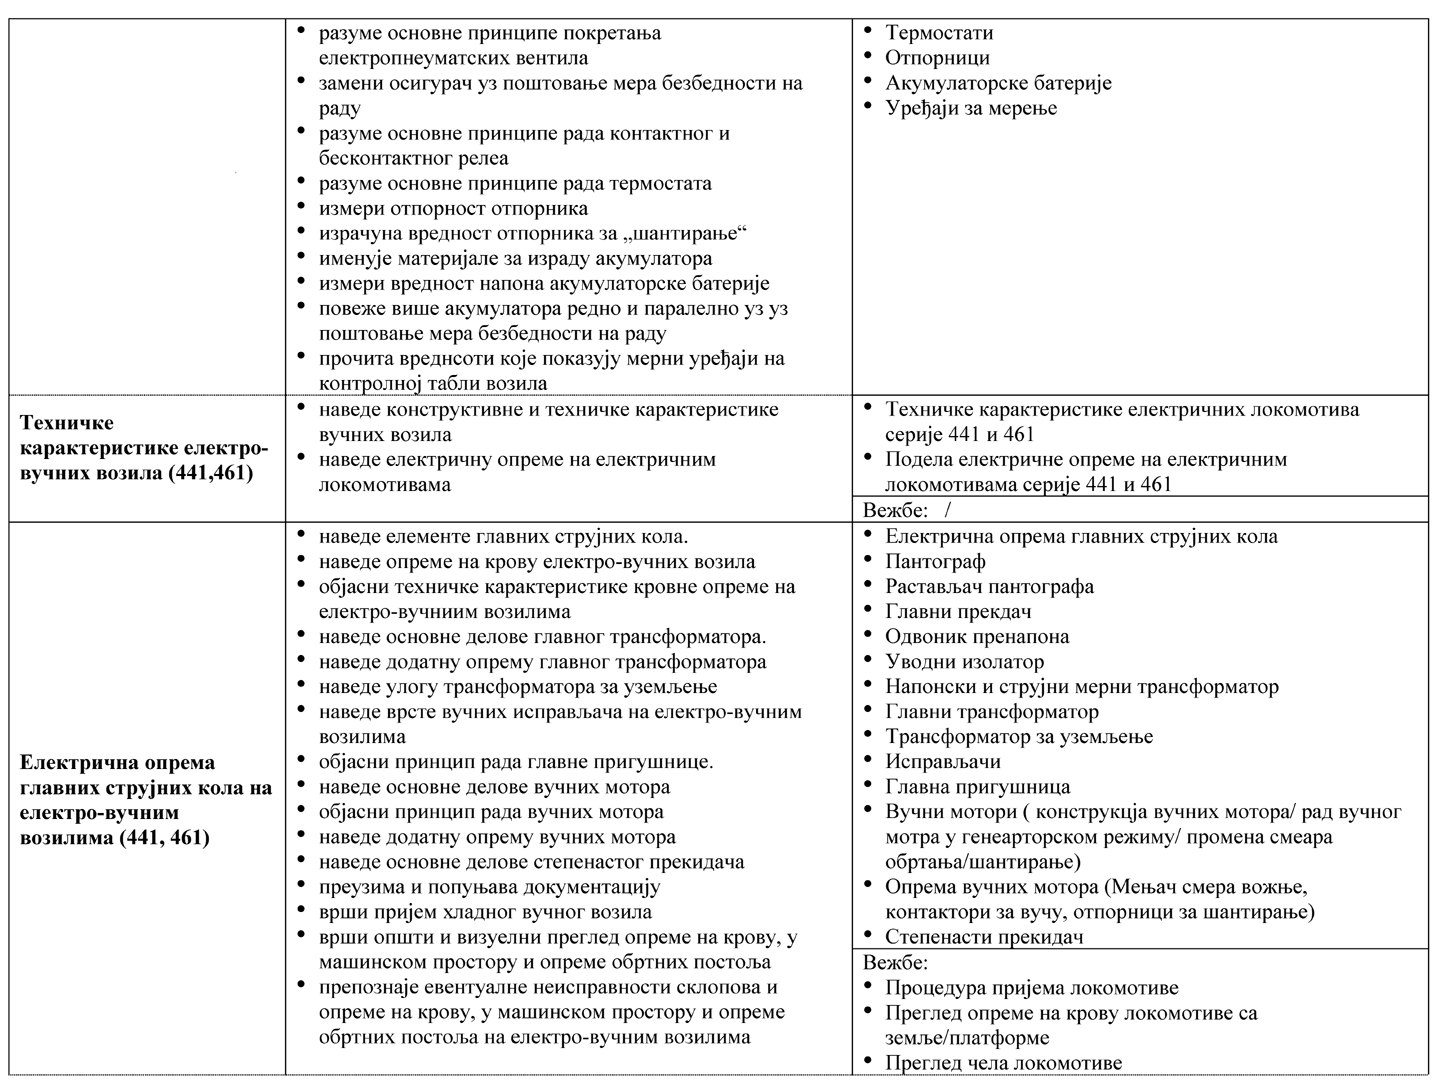 • разуме основне принципе покретања
електропнеуматских вентила
• замени осигурач уз поштовање мера безбедности на
раду
• разуме основне принципе рада контактног и
бесконтактног релеа
• разуме основне принципе рада термостата
• измери отпорност отпорника
• израчуна вредност отпорника за „шантирање“
• именује материјале за израду акумулатора
• измери вредност напона акумулаторске батерије
• повеже више акумулатора редно и паралелно уз уз
поштовање мера безбедности на раду
• прочита вреднсоти које показују мерни уређаји на
контролној табли возила
• Термостати
• Отпорници
• Акумулаторске батерије
• Уређаји за мерење
Техничке
карактеристике електро-
вучних возила (441,461)
• наведе конструктивне и техничке карактеристике
вучних возила
• наведе електричну опреме на електричним
локомотивама
• Техничке карактеристике електричних локомотива
серије 441 и 461
• Подела електричне опреме на електричним
локомотивама серије 441 и 461
Вежбе: /
Електрична опрема
главних струјних кола на
електро-вучним
возилима (441, 461)
• наведе елементе главних струјних кола.
• наведе опреме на крову електро-вучних возила
• објасни техничке карактеристике кровне опреме на
електро-вучниим возилима
• наведе основне делове главног трансформатора.
• наведе додатну опрему главног трансформатора
• наведе улогу трансформатора за уземљење
• наведе врсте вучних исправљача на електро-вучним
возилима
• објасни принцип рада главне пригушнице.
• наведе основне делове вучних мотора
• објасни принцип рада вучних мотора
• наведе додатну опрему вучних мотора
• наведе основне делове степенастог прекидача
• преузима и попуњава документацију
• врши пријем хладног вучног возила
• врши општи и визуелни преглед опреме на крову, у
машинском простору и опреме обртних постоља
• препознаје евентуалне неисправности склопова и
опреме на крову, у машинском простору и опреме
обртних постоља на електро-вучним возилима
• Електрична опрема главних струјних кола
• Пантограф
• Растављач пантографа
• Главни прекдач
• Одвоник пренапона
• Уводни изолатор
• Напонски и струјни мерни трансформатор
• Главни трансформатор
• Трансформатор за уземљење
• Исправљачи
• Главна пригушница
• Вучни мотори ( конструкција вучних мотора/ рад вучног
мотра у генеарторском режиму/ промена смеара
обртања/шантирање)
• Опрема вучних мотора (Мењач смера вожње,
контактори за вучу, отпорници за шантирање)
• Степенасти прекидач
Вежбе:
• Процедура пријема локомотиве
• Преглед опреме на крову локомотиве са
земље/платформе
• Преглед чела локомотиве